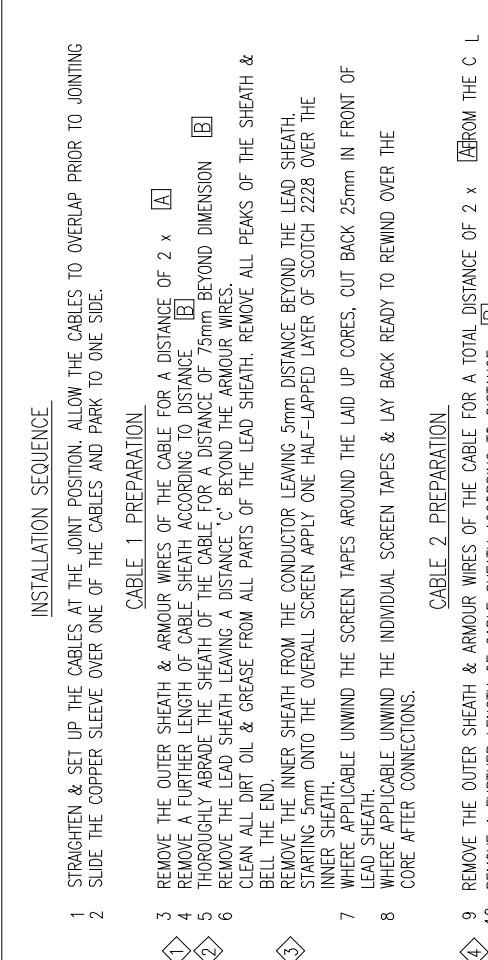 INSTALLATION SEQUENCE
1 STRAIGHTEN & SET UP THE CABLES AT THE JOINT POSITION. ALLOW THE CABLES TO OVERLAP PRIOR TO JOINTING
2 SLIDE THE COPPER SLEEVE OVER ONE OF THE CABLES AND PARK TO ONE SIDE.
CABLE 1 PREPARATION
3 REMOVE THE OUTER SHEATH & ARMOUR WIRES OF THE CABLE FOR A DISTANCE OF 2 x A
1 4 REMOVE A FURTHER LENGTH OF CABLE SHEATH ACCORDING TO DISTANCE B
2 5 THOROUGHLY ABRADE THE SHEATH OF THE CABLE FOR A DISTANCE OF 75mm BEYOND DIMENSION B
6 REMOVE THE LEAD SHEATH LEAVING A DISTANCE 'C' BEYOND THE ARMOUR WIRES.
CLEAN ALL DIRT OIL & GREASE FROM ALL PARTS OF THE LEAD SHEATH. REMOVE ALL PEAKS OF THE SHEATH &
BELL THE END.
3 REMOVE THE INNER SHEATH FROM THE CONDUCTOR LEAVING 5mm DISTANCE BEYOND THE LEAD SHEATH.
STARTING 5mm ONTO THE OVERALL SCREEN APPLY ONE HALF-LAPPED LAYER OF SCOTCH 2228 OVER THE
INNER SHEATH.
7 WHERE APPLICABLE UNWIND THE SCREEN TAPES AROUND THE LAID UP CORES, CUT BACK 25mm IN FRONT OF
LEAD SHEATH.
8 WHERE APPLICABLE UNWIND THE INDIVIDUAL SCREEN TAPES & LAY BACK READY TO REWIND OVER THE
CORE AFTER CONNECTIONS.
CABLE 2 PREPARATION
4 9 REMOVE THE OUTER SHEATH & ARMOUR WIRES OF THE CABLE FOR A TOTAL DISTANCE OF 2 x A FROM THE C L